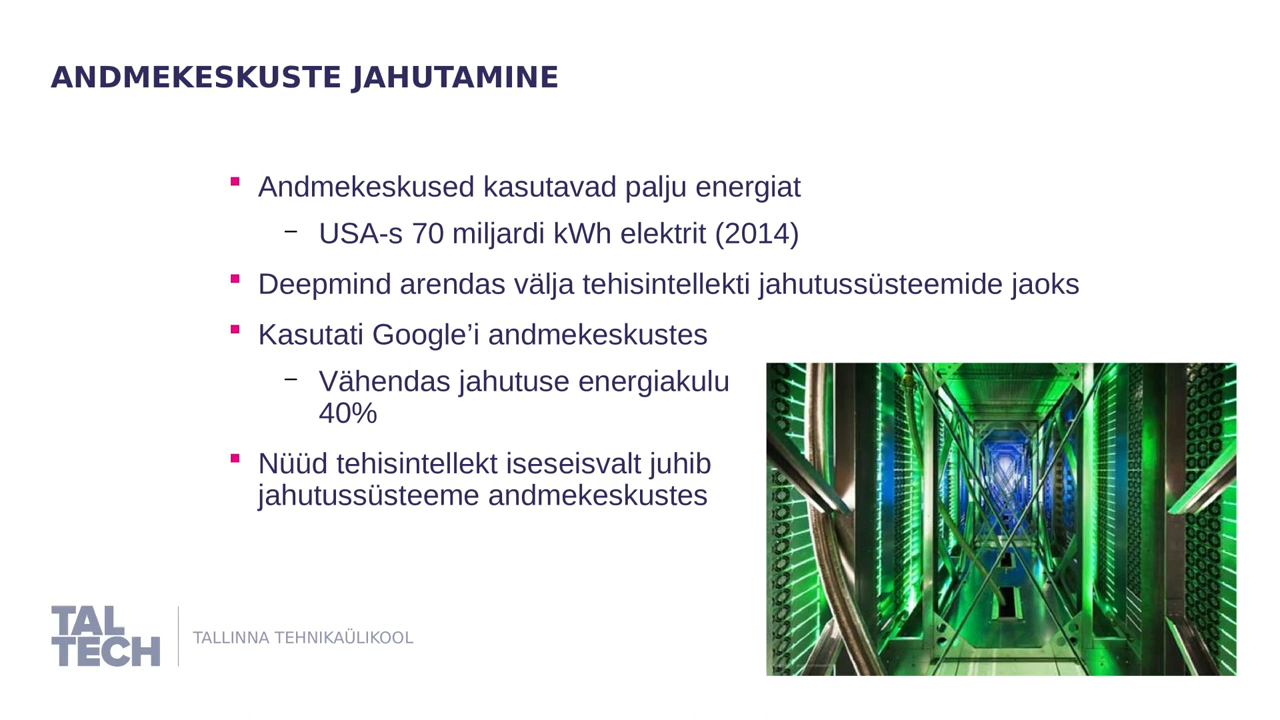 ANDMEKESKUSTE JAHUTAMINE
Andmekeskused kasutavad palju energiat
– USA-s 70 miljardi kWh elektrit (2014)
Deepmind arendas välja tehisintellekti jahutussüsteemide jaoks
Kasutati Google’i andmekeskustes
– Vähendas jahutuse energiakulu
40%
Nüüd tehisintellekt iseseisvalt juhib
jahutussüsteeme andmekeskustes
TAL
TECH
TALLINNA TEHNIKAÜLIKOOL